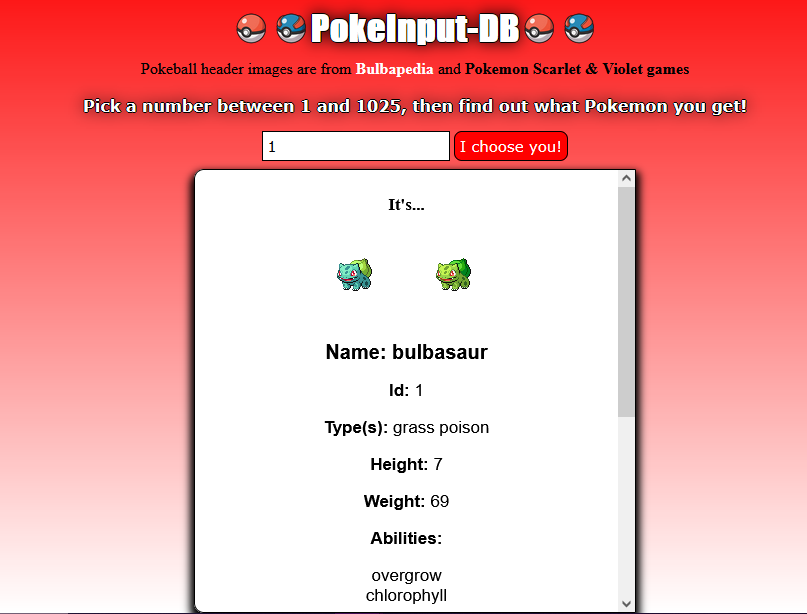 PokeInput-DB
Pokeball header images are from Bulbapedia and Pokemon Scarlet & Violet games
Pick a number between 1 and 1025, then find out what Pokemon you get!
1 I choose you!
It's...
Name: bulbasaur
Id: 1
Type(s): grass poison
Height: 7
Weight: 69
Abilities:
overgrow
chlorophyll